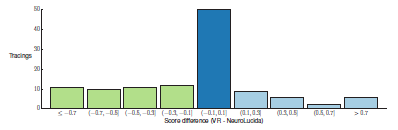 50
40
30
Tracings
20
10
0
≤ −0.7 (−0.7, −0.5] (−0.5, −0.3] (−0.3, −0.1] (−0.1, 0.1] (0.1, 0.3] (0.3, 0.5] (0.5, 0.7] > 0.7
Score difference (VR - NeuroLucida)